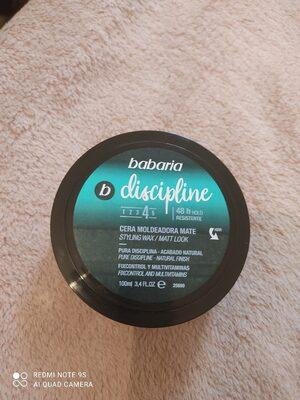 babaria
b discipline
1 2 3 4 5
48 h HOLD
RESISTENTE
CERA MOLDEADORA MATE
STYLING WAX / MATT LOOK
PURA DISCIPLINA - ACABADO NATURAL
PURE DISCIPLINE - NATURAL FINISH
FIXCONTROL Y MULTIVITAMINAS
FIXCONTROL AND MULTIVITAMINS
100ml 3,4 FL.OZ e
REDMI NOTE 9S
AI QUAD CAMERA